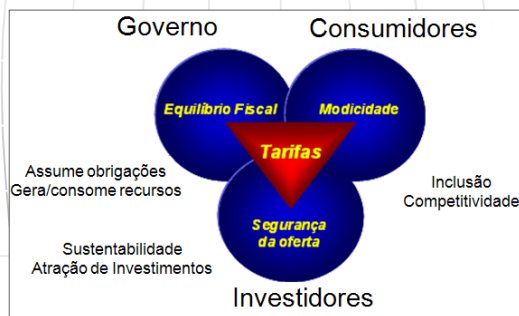 Governo
Consumidores
Equilíbrio Fiscal
Modicidade
Tarifas
Assume obrigações
Gera/consome recursos
Inclusão
Competitividade
Segurança
da oferta
Sustentabilidade
Atração de Investimentos
Investidores